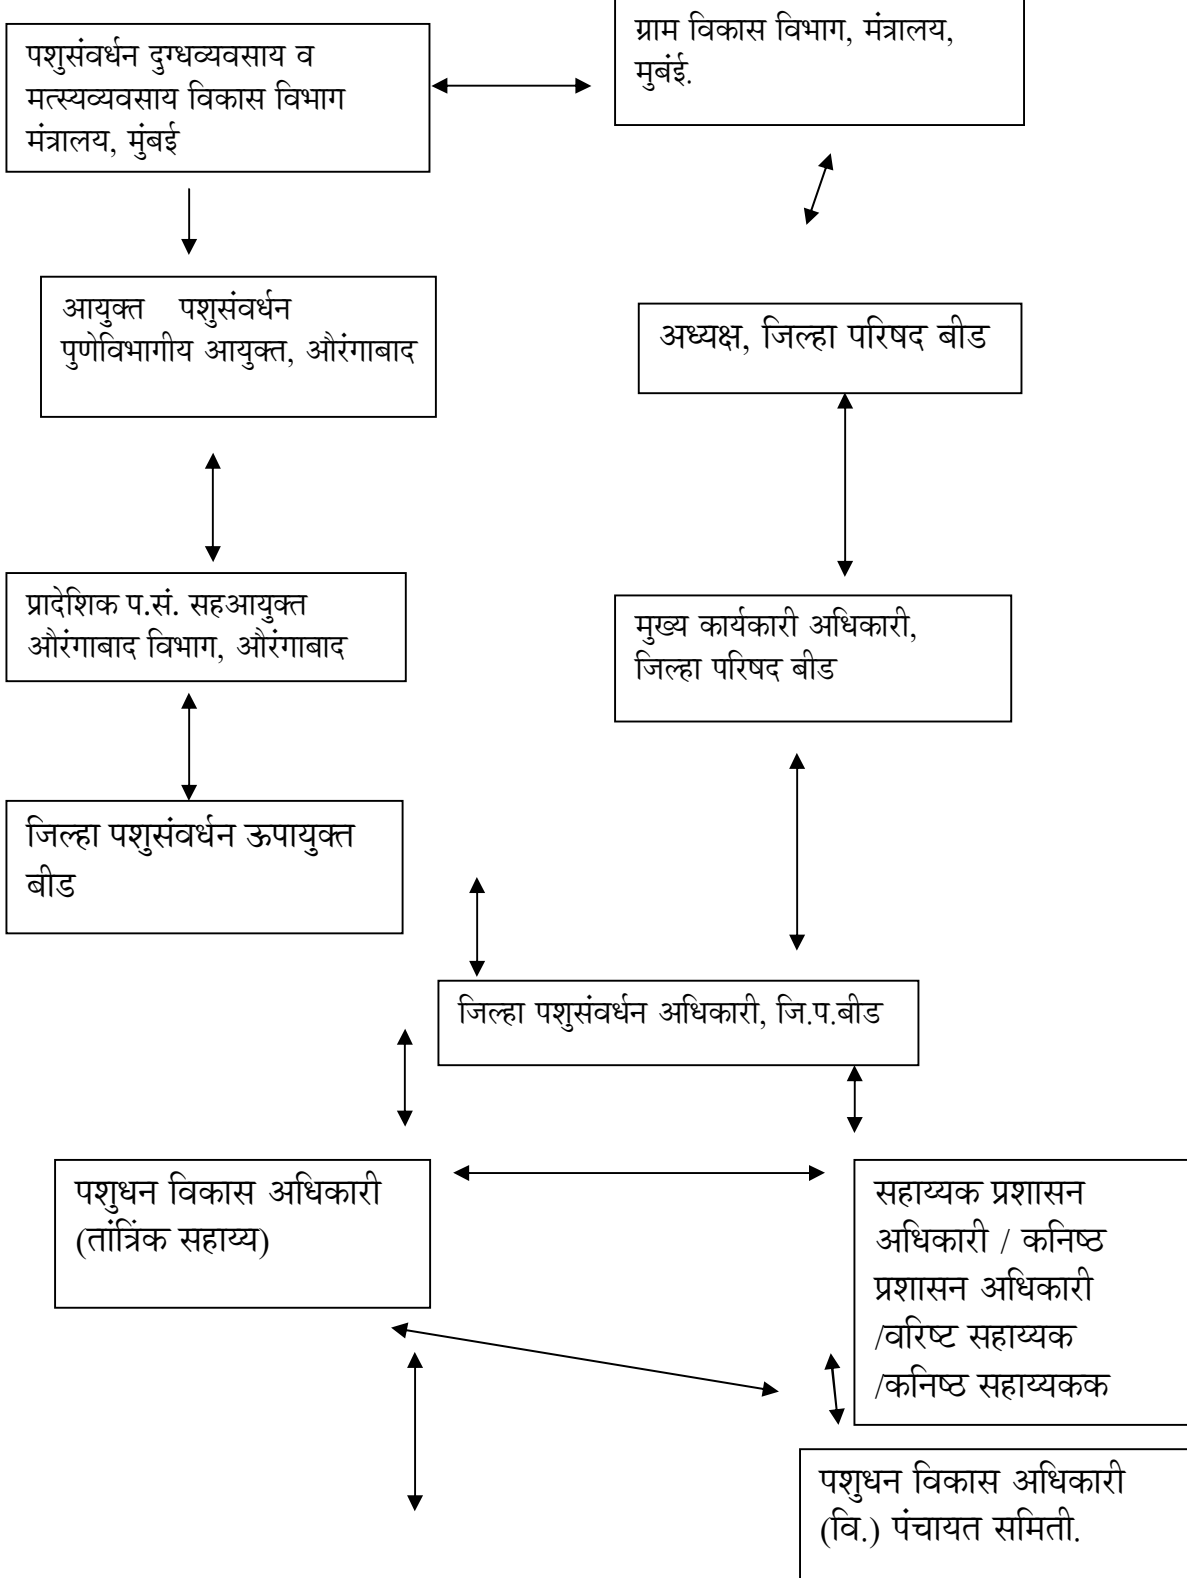 पशुसंवर्धन दुग्धव्यवसाय व
मत्स्यव्यवसाय विकास विभाग
मंत्रालय, मुंबई
ग्राम विकास विभाग, मंत्रालय,
मुबंई.
आयुक्त पशुसंवर्धन
पुणेविभागीय आयुक्त, औरंगाबाद
अध्यक्ष, जिल्हा परिषद बीड
प्रादेशिक प.सं. सहआयुक्त
औरंगाबाद विभाग, औरंगाबाद
मुख्य कार्यकारी अधिकारी,
जिल्हा परिषद बीड
जिल्हा पशुसंवर्धन ऊपायुक्त
बीड
जिल्हा पशुसंवर्धन अधिकारी, जि.प.बीड
पशुधन विकास अधिकारी
(तांत्रिंक सहाय्य)
सहाय्यक प्रशासन
अधिकारी / कनिष्ठ
प्रशासन अधिकारी
/वरिष्ट सहाय्यक
/कनिष्ठ सहाय्यकक
पशुधन विकास अधिकारी
(वि.) पंचायत समिती.